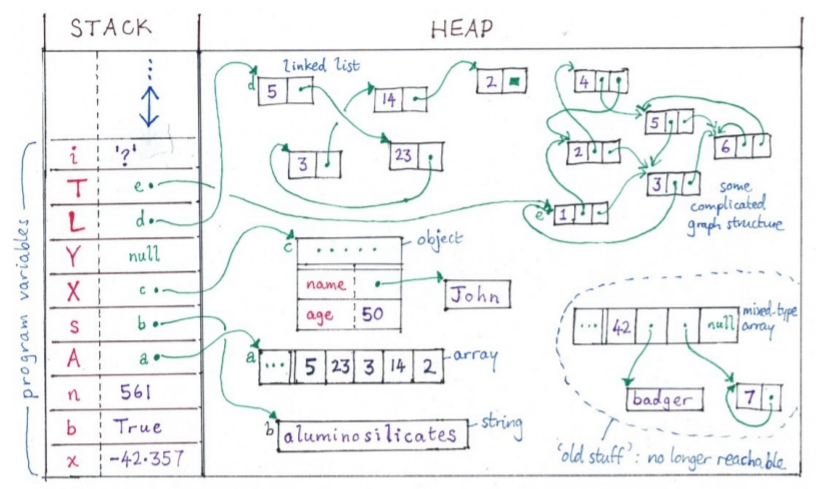 STACK
HEAP
program variables
i '?'
T e
L d
Y null
X c
s b
A a
n 561
b True
x -42.357
linked list
d 5
14
2
3
23
4
5
6
2
3
e 1
some
complicated
graph structure
c
.....
object
name
age 50
John
a ... 5 23 3 14 2
array
b aluminosilicates
string
... 42 null
mixed-type
array
badger
7
'old stuff': no longer reachable